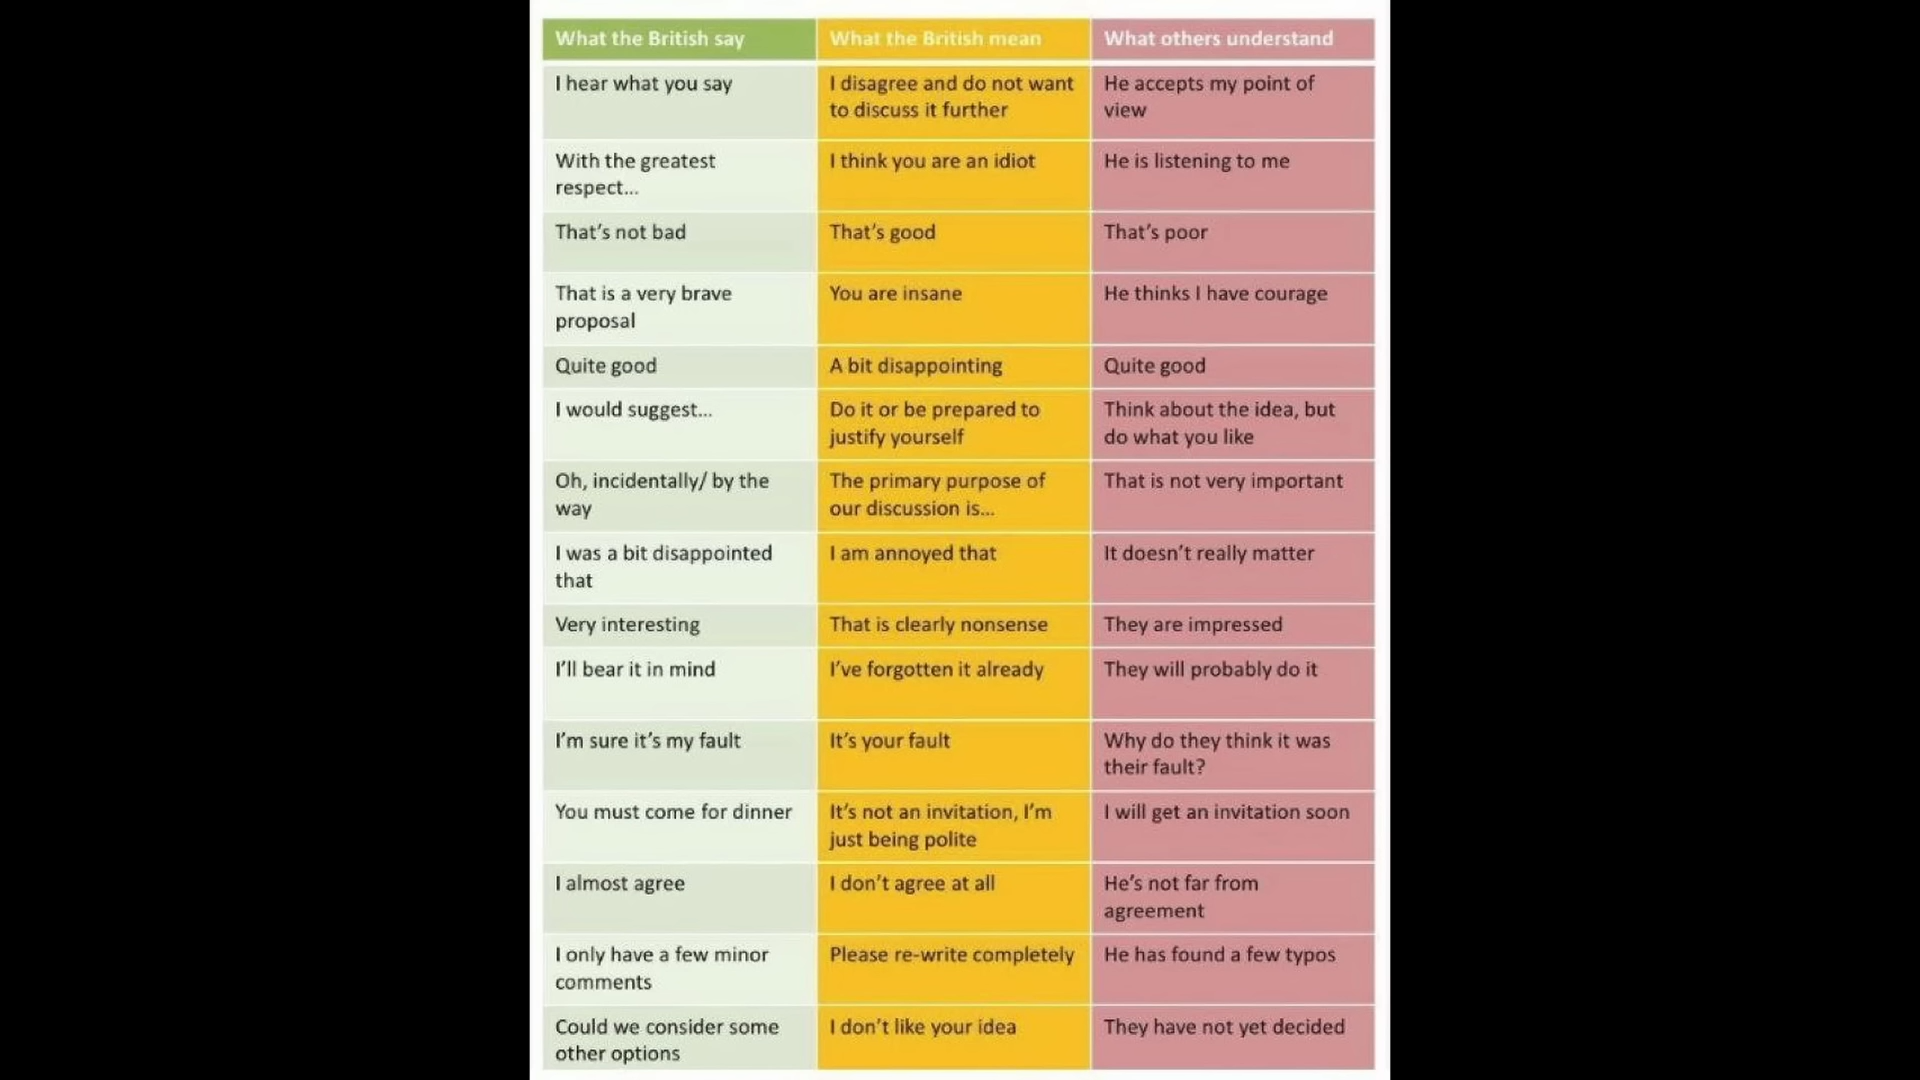 What the British say
What the British mean
What others understand
I hear what you say
I disagree and do not want
to discuss it further
He accepts my point of
view
With the greatest
respect...
I think you are an idiot
He is listening to me
That's not bad
That's good
That's poor
That is a very brave
proposal
You are insane
He thinks I have courage
Quite good
A bit disappointing
Quite good
I would suggest...
Do it or be prepared to
justify yourself
Think about the idea, but
do what you like
Oh, incidentally/ by the
way
The primary purpose of
our discussion is...
That is not very important
I was a bit disappointed
that
I am annoyed that
It doesn't really matter
Very interesting
That is clearly nonsense
They are impressed
I'll bear it in mind
I've forgotten it already
They will probably do it
I'm sure it's my fault
It's your fault
Why do they think it was
their fault?
You must come for dinner
It's not an invitation, I'm
just being polite
I will get an invitation soon
I almost agree
I don't agree at all
He's not far from
agreement
I only have a few minor
comments
Please re-write completely
He has found a few typos
Could we consider some
other options
I don't like your idea
They have not yet decided